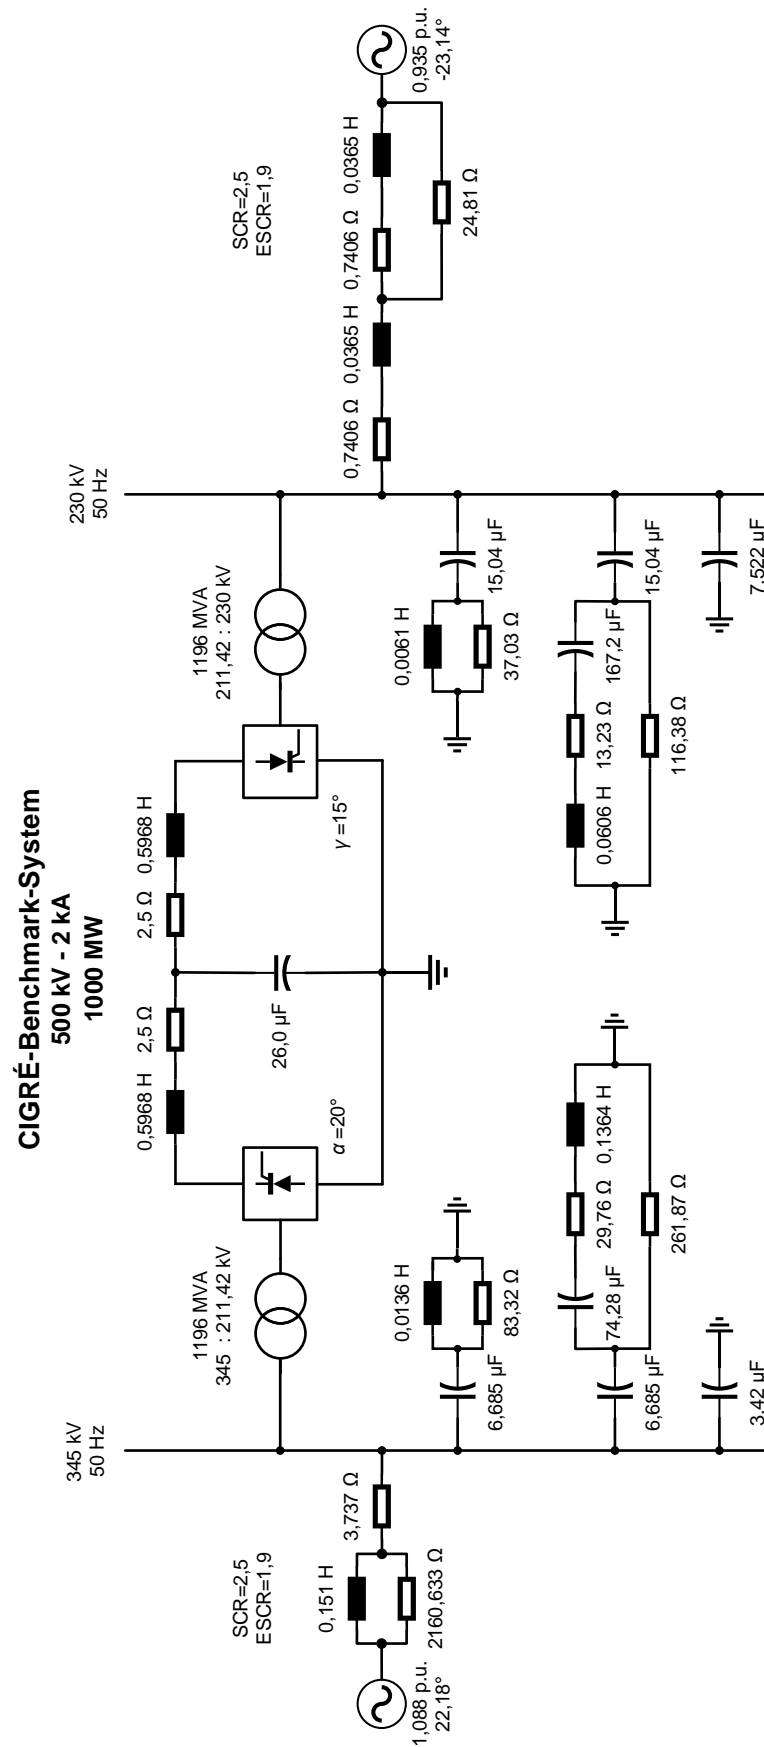 CIGRÉ-Benchmark-System
500 kV - 2 kA
1000 MW
345 kV
50 Hz
230 kV
50 Hz
SCR=2,5
ESCR=1,9
0,151 H
2160,633 Ω
3,737 Ω
1,088 p.u.
22,18°
1196 MVA
345 : 211,42 kV
α =20°
0,5968 H
2,5 Ω
26,0 µF
2,5 Ω
0,5968 H
γ =15°
1196 MVA
211,42 : 230 kV
SCR=2,5
ESCR=1,9
0,7406 Ω
0,0365 H
0,7406 Ω
0,0365 H
24,81 Ω
0,935 p.u.
-23,14°
6,685 µF
0,0136 H
83,32 Ω
6,685 µF
74,28 µF
29,76 Ω
0,1364 H
261,87 Ω
3,42 µF
0,0061 H
37,03 Ω
15,04 µF
0,0606 H
13,23 Ω
167,2 µF
116,38 Ω
15,04 µF
7,522 µF